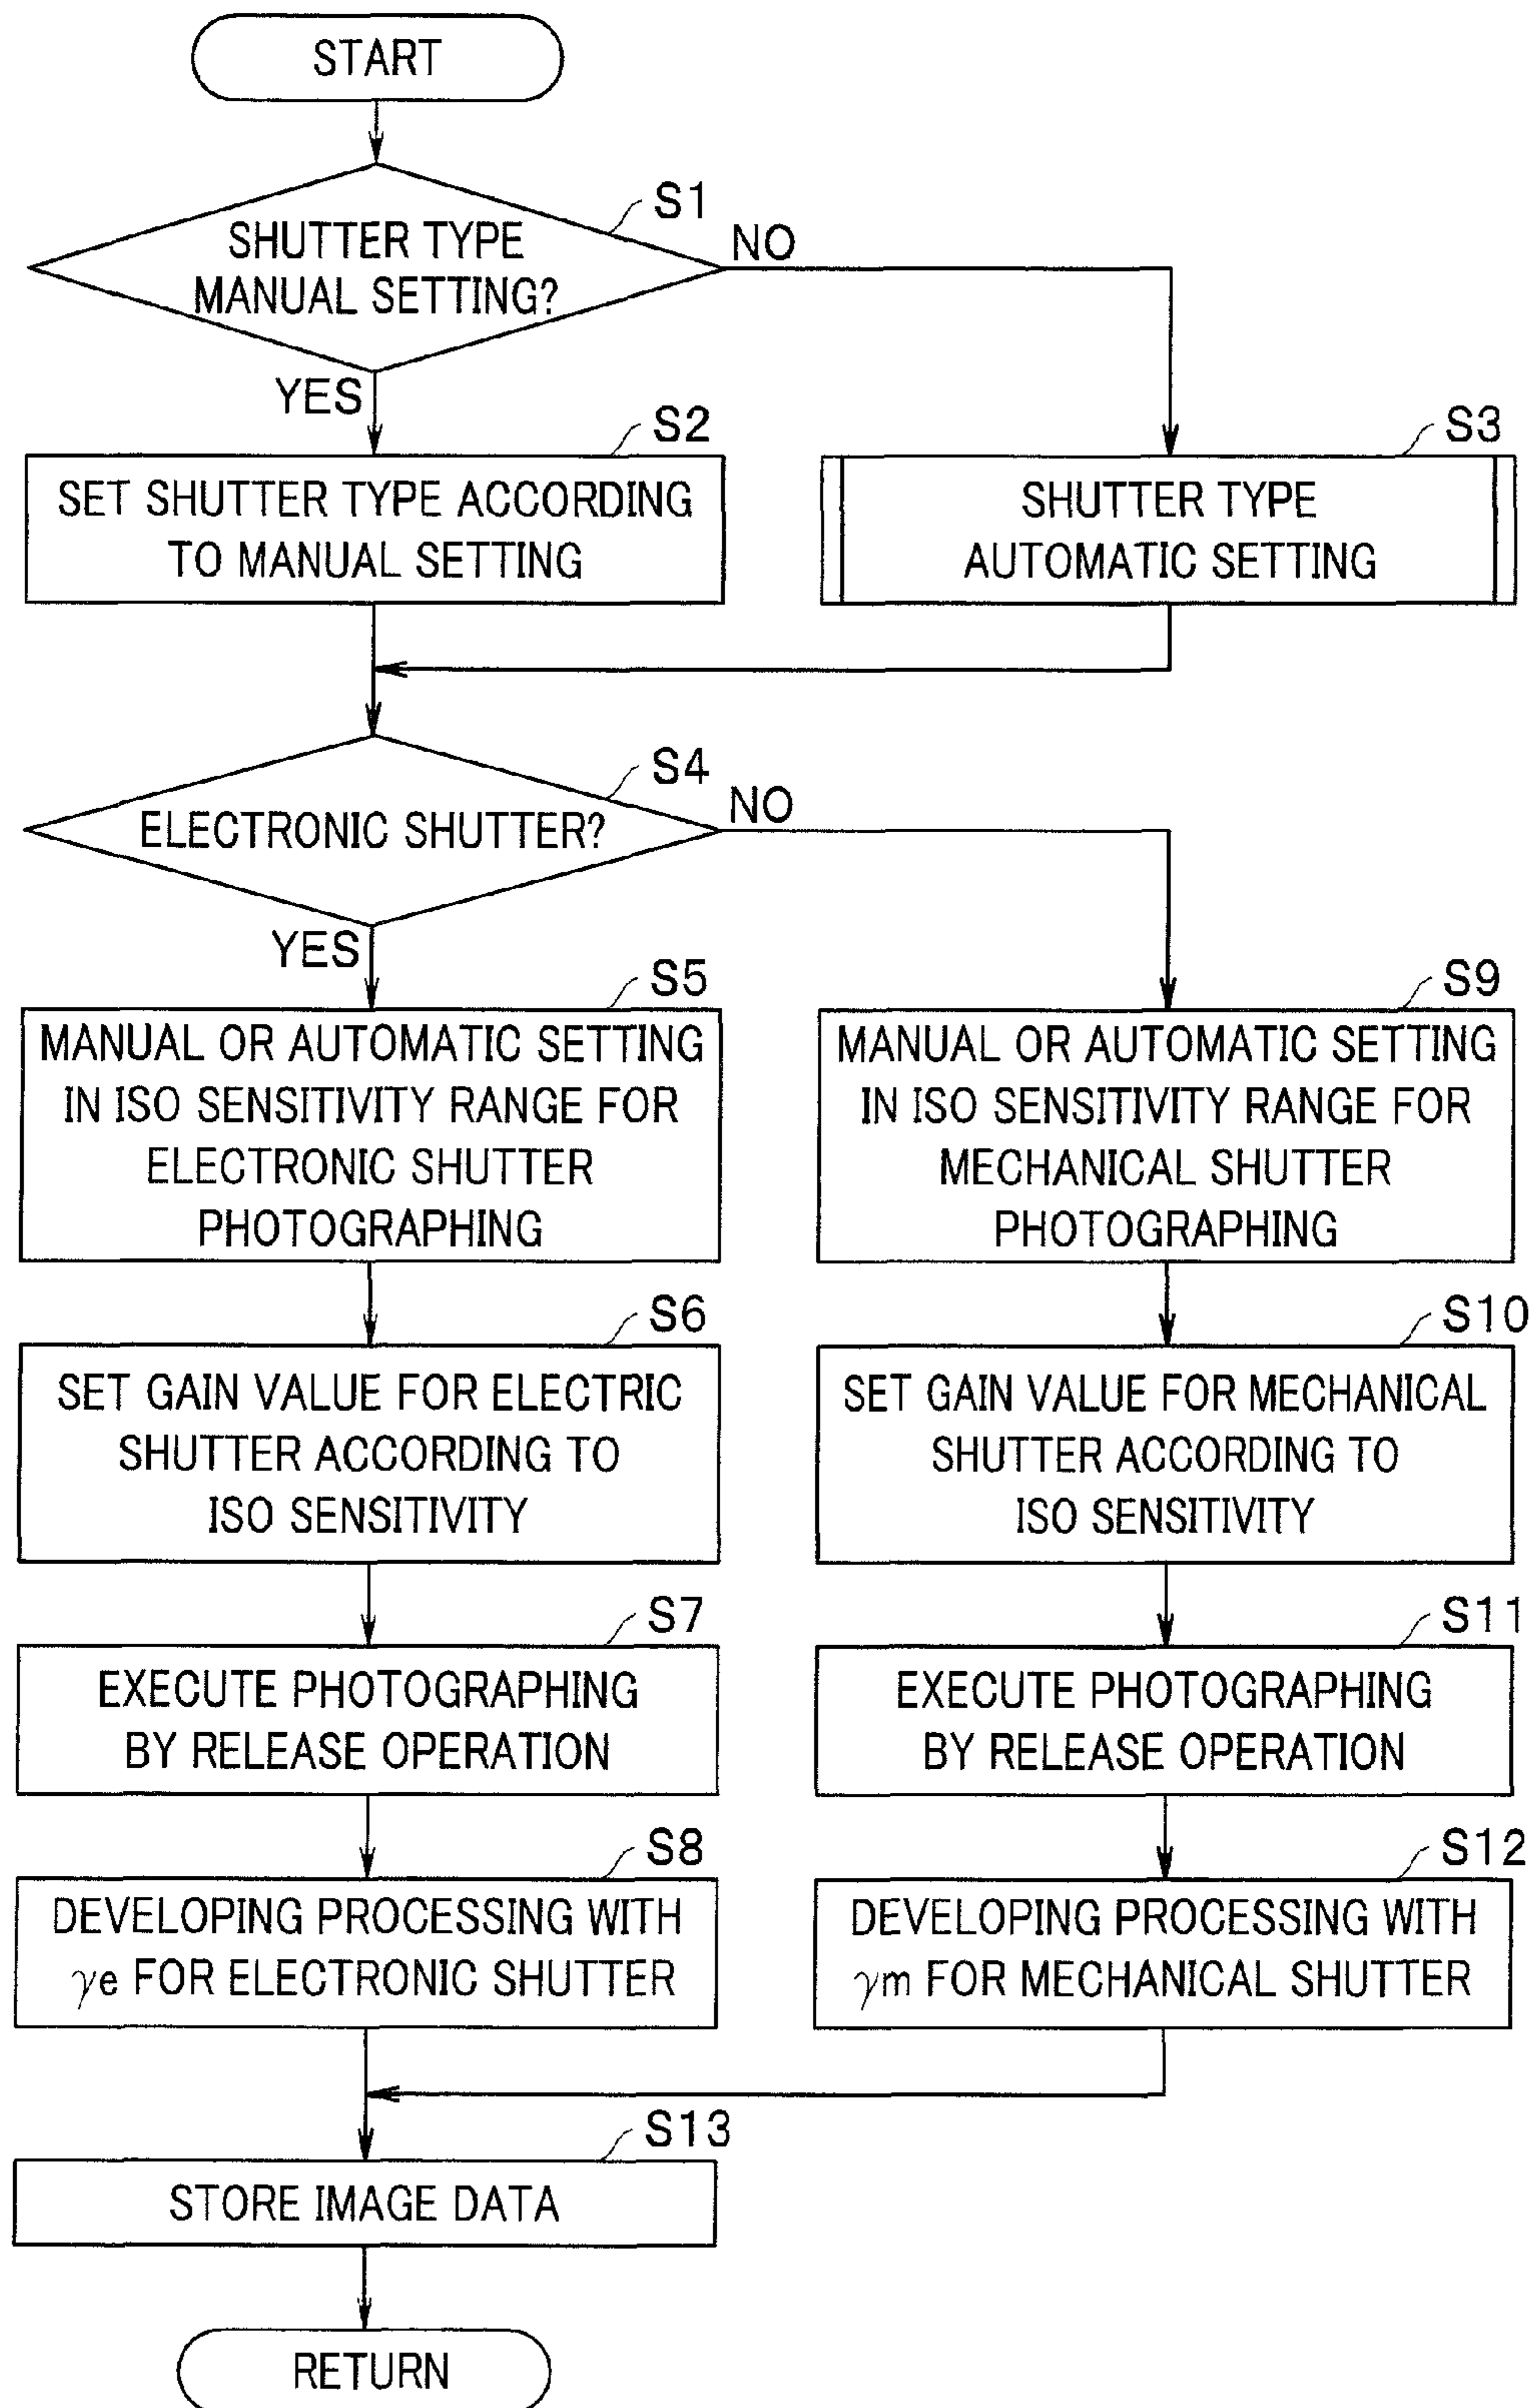 START
S1
SHUTTER TYPE
MANUAL SETTING?
NO
YES
S2
SET SHUTTER TYPE ACCORDING
TO MANUAL SETTING
S3
SHUTTER TYPE
AUTOMATIC SETTING
S4
ELECTRONIC SHUTTER?
NO
YES
S5
MANUAL OR AUTOMATIC SETTING
IN ISO SENSITIVITY RANGE FOR
ELECTRONIC SHUTTER
PHOTOGRAPHING
S9
MANUAL OR AUTOMATIC SETTING
IN ISO SENSITIVITY RANGE FOR
MECHANICAL SHUTTER
PHOTOGRAPHING
S6
SET GAIN VALUE FOR ELECTRIC
SHUTTER ACCORDING TO
ISO SENSITIVITY
S10
SET GAIN VALUE FOR MECHANICAL
SHUTTER ACCORDING TO
ISO SENSITIVITY
S7
EXECUTE PHOTOGRAPHING
BY RELEASE OPERATION
S11
EXECUTE PHOTOGRAPHING
BY RELEASE OPERATION
S8
DEVELOPING PROCESSING WITH
γe FOR ELECTRONIC SHUTTER
S12
DEVELOPING PROCESSING WITH
γm FOR MECHANICAL SHUTTER
S13
STORE IMAGE DATA
RETURN